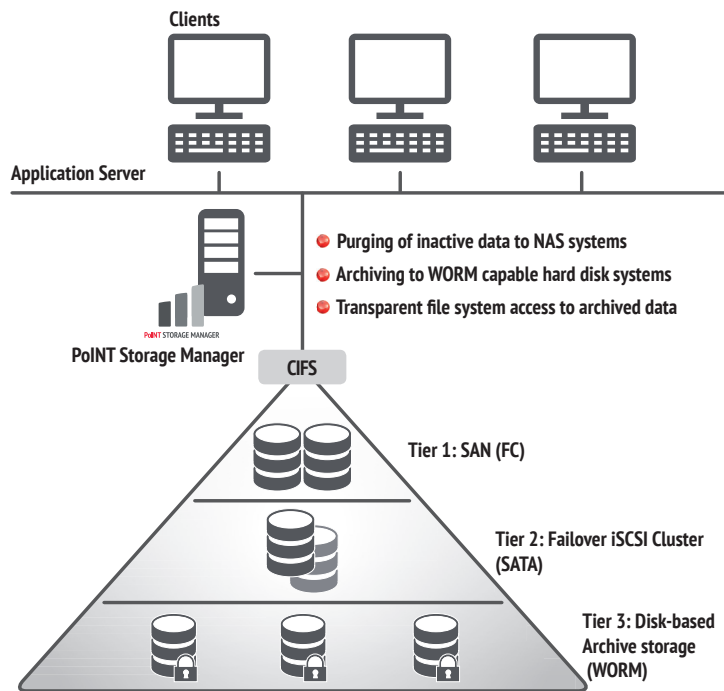 Clients
Application Server
Purging of inactive data to NAS systems
Archiving to WORM capable hard disk systems
Transparent file system access to archived data
PoINT STORAGE MANAGER
PoINT Storage Manager
CIFS
Tier 1: SAN (FC)
Tier 2: Failover iSCSI Cluster
(SATA)
Tier 3: Disk-based
Archive storage
(WORM)